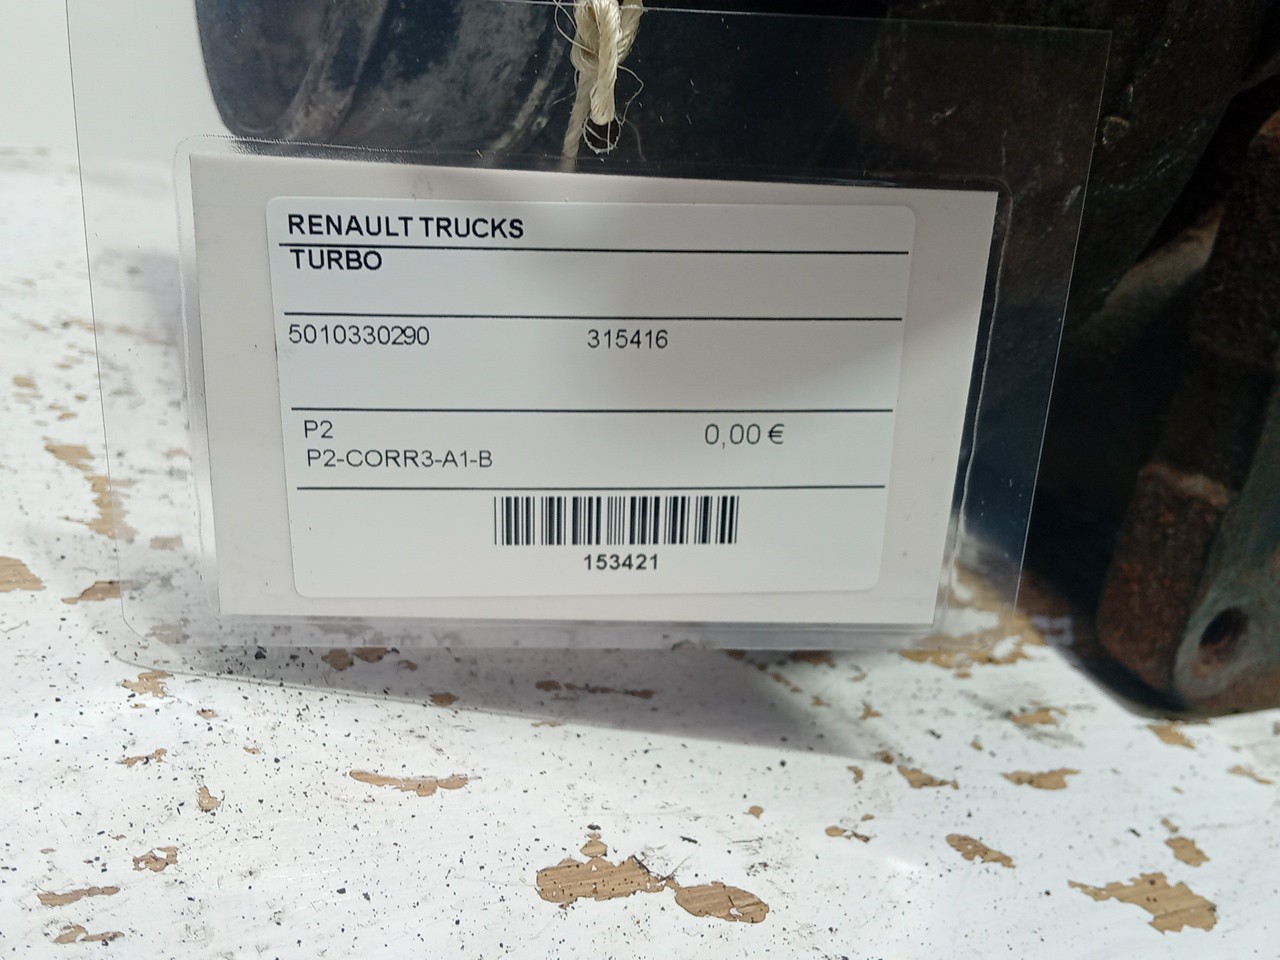 RENAULT TRUCKS
TURBO
5010330290 315416
P2 0,00 €
P2-CORR3-A1-B
153421